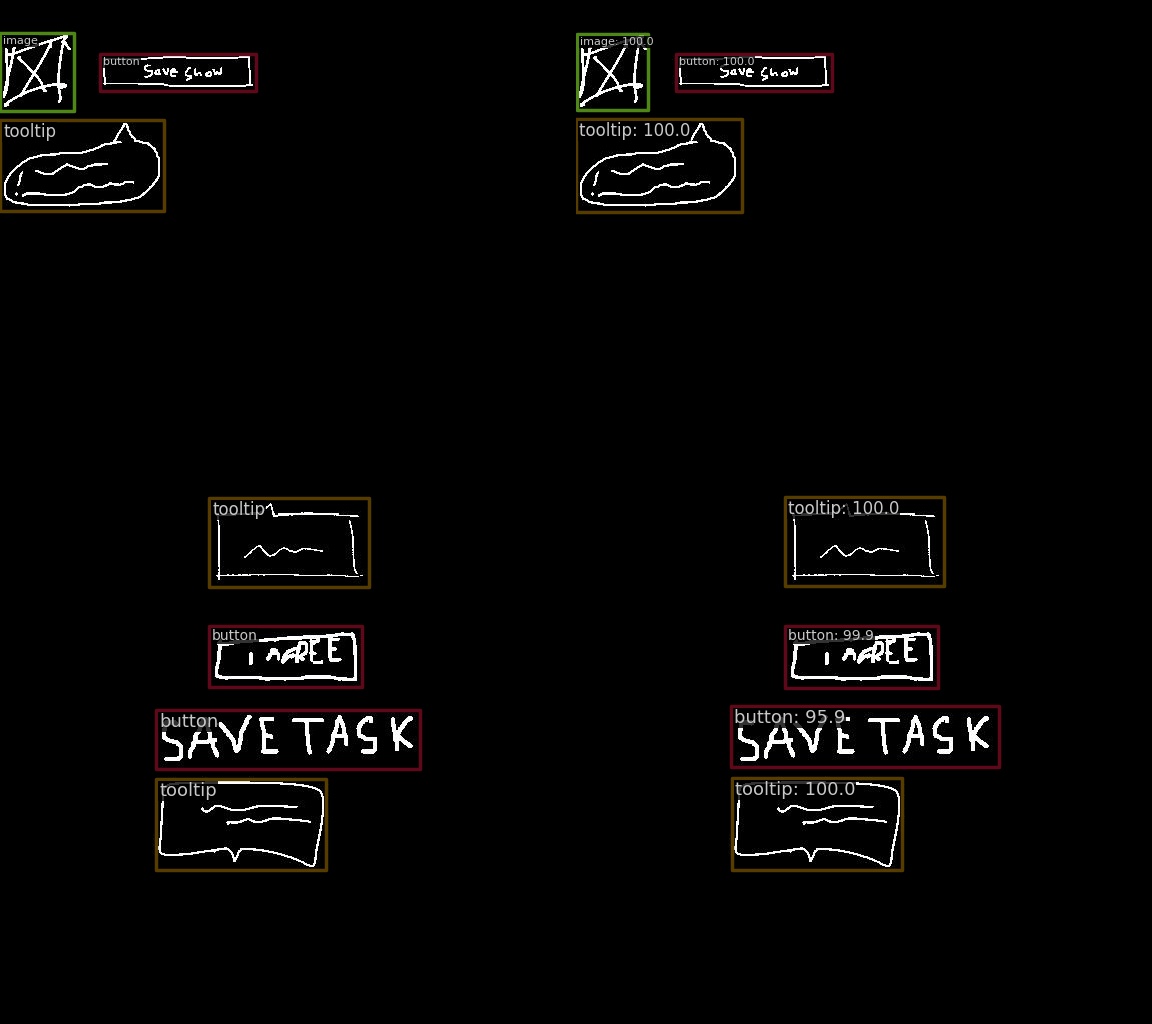 image
image: 100.0
button
Save Show
button: 100.0
Save Show
tooltip
tooltip: 100.0
tooltip
tooltip: 100.0
button
I AGREE
button: 99.9
I AGREE
button
SAVE TASK
button: 95.9
SAVE TASK
tooltip
tooltip: 100.0